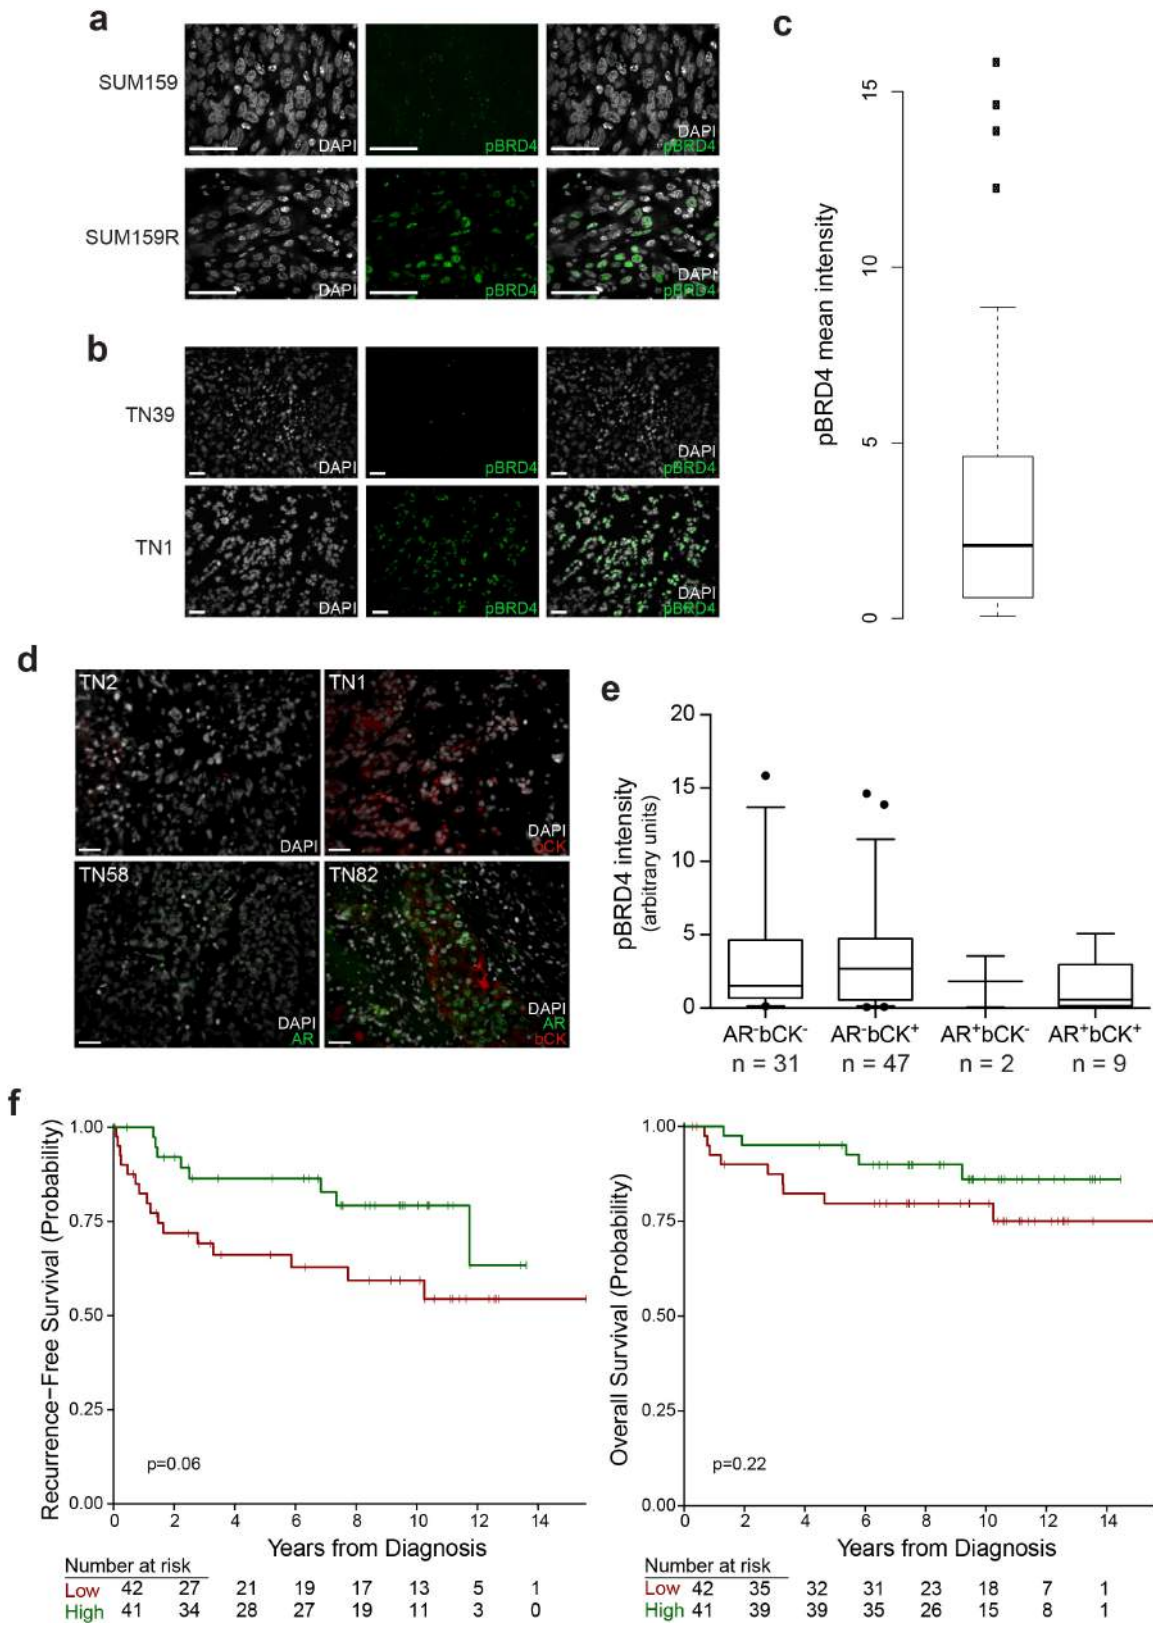 a
SUM159
DAPI
pBRD4
DAPI
pBRD4
SUM159R
DAPI
pBRD4
DAPI
pBRD4
b
TN39
DAPI
pBRD4
DAPI
pBRD4
TN1
DAPI
pBRD4
DAPI
pBRD4
c
pBRD4 mean intensity
15
10
5
0
d
TN2
DAPI
TN1
DAPI
bCK
TN58
DAPI
AR
TN82
DAPI
AR
bCK
e
pBRD4 intensity
(arbitrary units)
20
15
10
5
0
AR-bCK- AR-bCK+ AR+bCK- AR+bCK+
n = 31 n = 47 n = 2 n = 9
f
Recurrence-Free Survival (Probability)
1.00
0.75
0.50
0.25
0.00
p=0.06
0 2 4 6 8 10 12 14
Years from Diagnosis
Number at risk
Low 42 27 21 19 17 13 5 1
High 41 34 28 27 19 11 3 0
Overall Survival (Probability)
1.00
0.75
0.50
0.25
0.00
p=0.22
0 2 4 6 8 10 12 14
Years from Diagnosis
Number at risk
Low 42 35 32 31 23 18 7 1
High 41 39 39 35 26 15 8 1